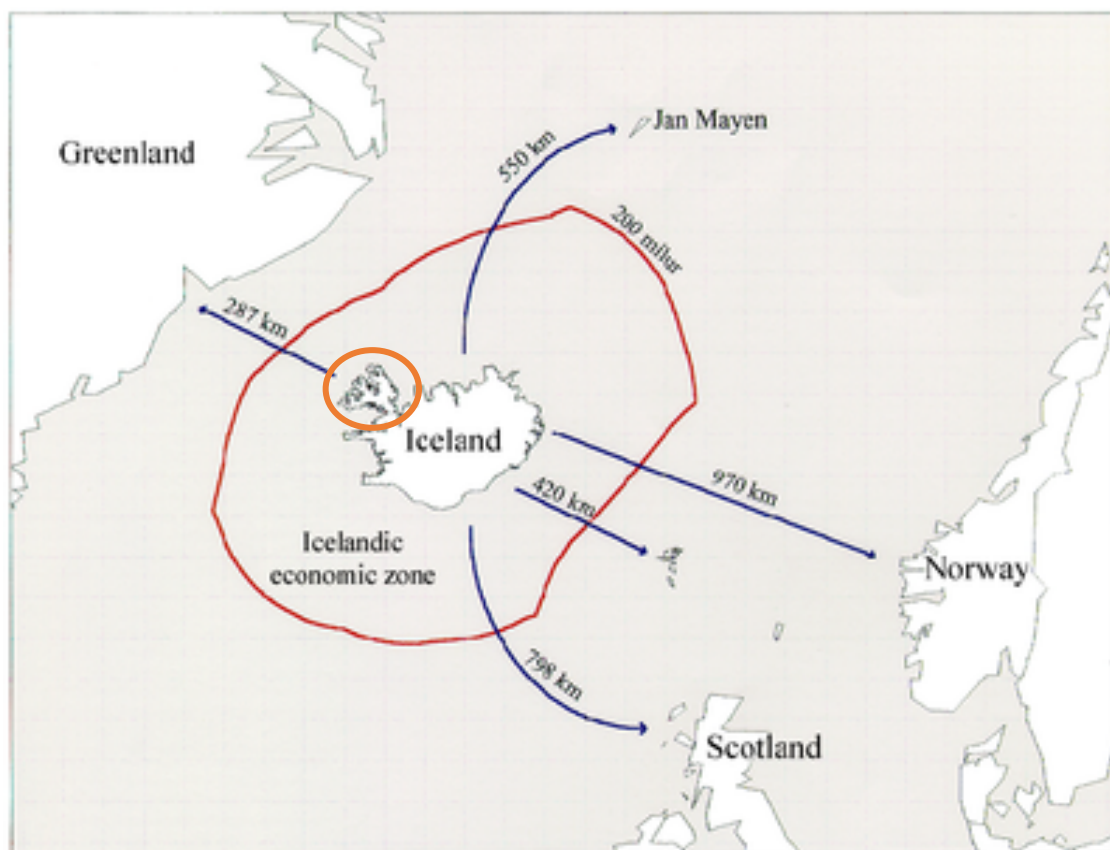 Jan Mayen
Greenland
550 km
200 mílur
287 km
Iceland
970 km
420 km
Icelandic
economic zone
Norway
798 km
Scotland